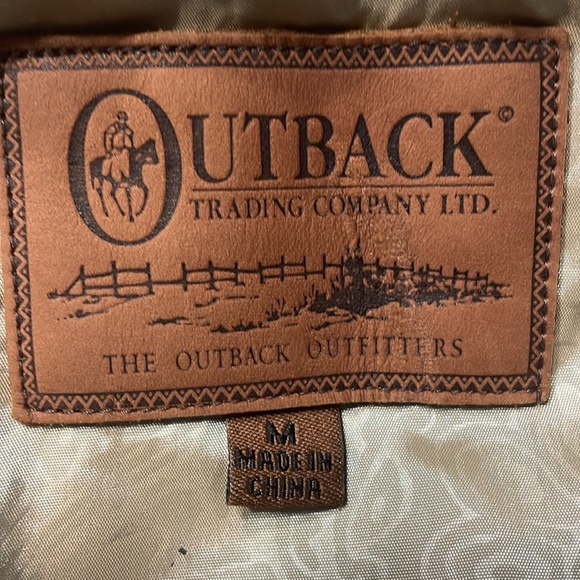 OUTBACK©
TRADING COMPANY LTD.
THE OUTBACK OUTFITTERS
M
MADE IN
CHINA